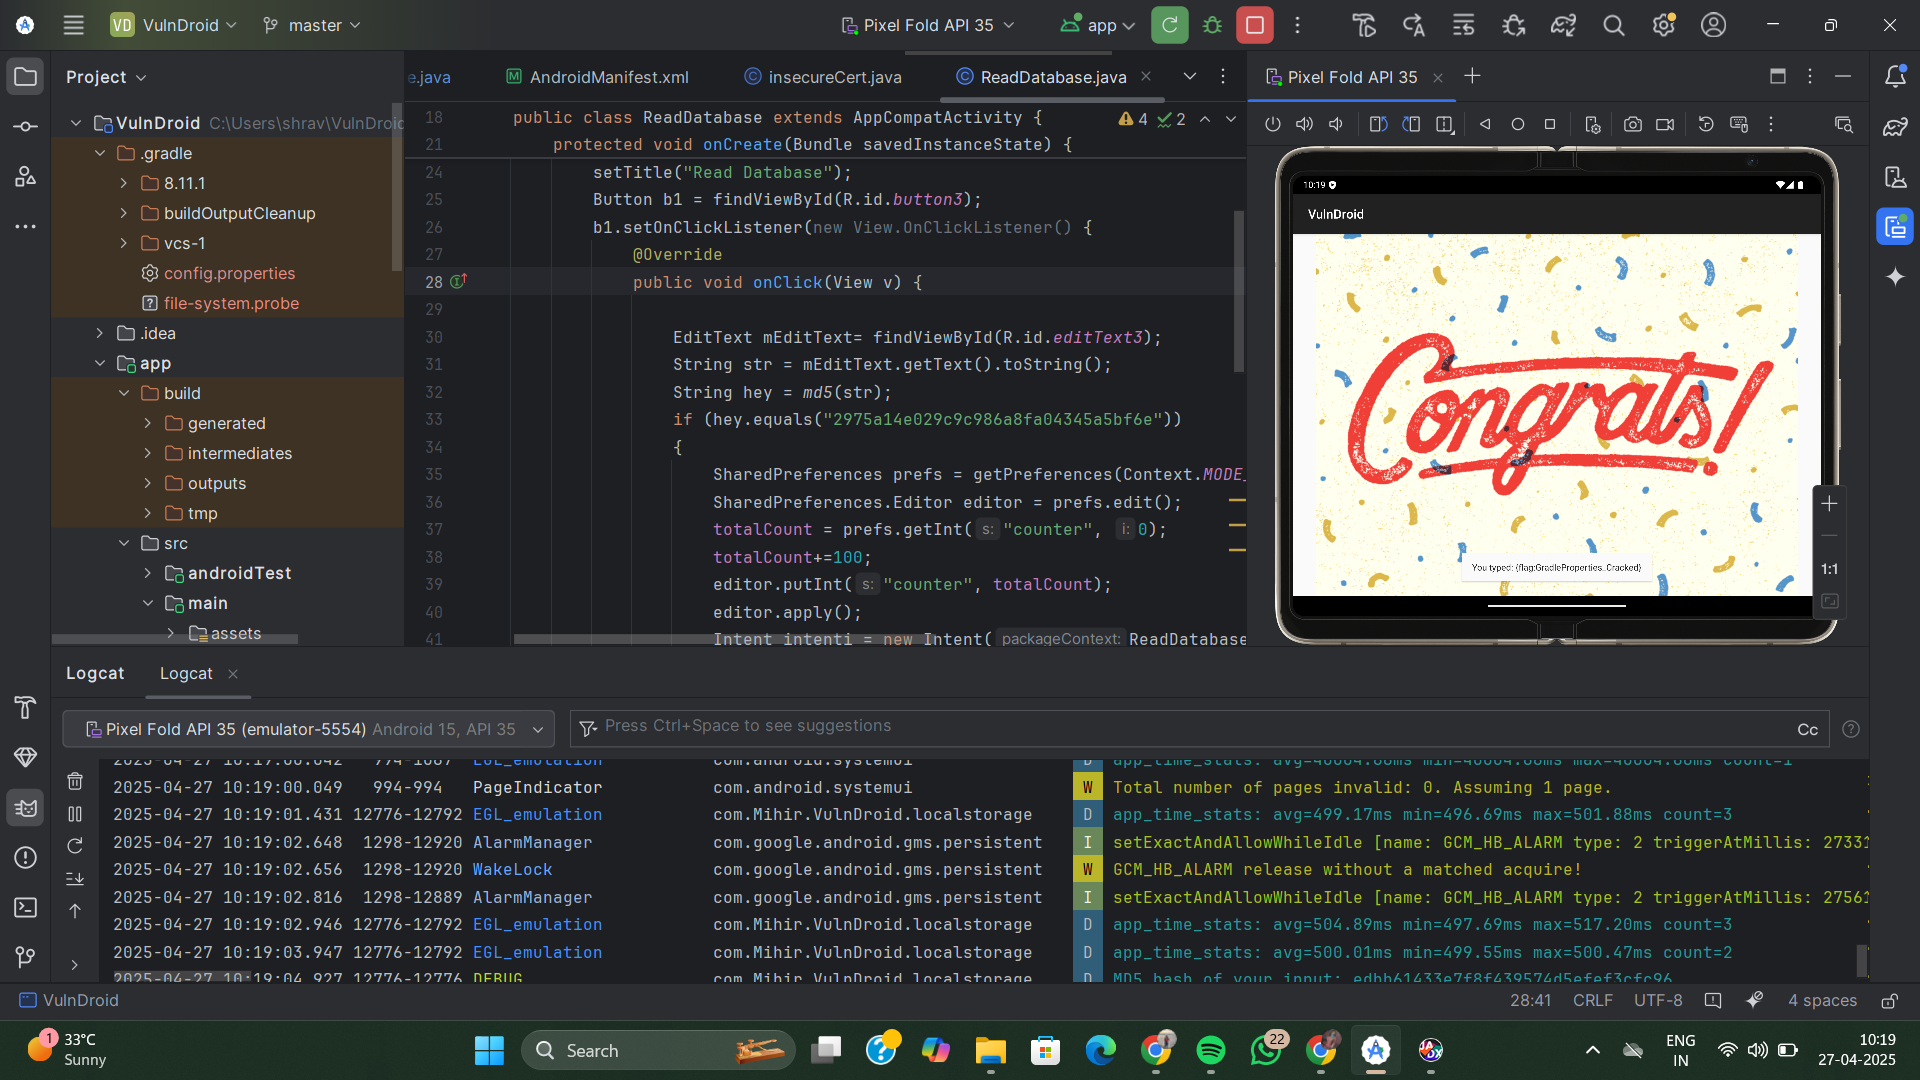 VD VulnDroid master Pixel Fold API 35 app
Project
e.java AndroidManifest.xml insecureCert.java ReadDatabase.java
Pixel Fold API 35
VulnDroid C:\Users\shrav\VulnDroid
.gradle
8.11.1
buildOutputCleanup
vcs-1
config.properties
file-system.probe
.idea
app
build
generated
intermediates
outputs
tmp
src
androidTest
main
assets
4 2
18 public class ReadDatabase extends AppCompatActivity {
21 protected void onCreate(Bundle savedInstanceState) {
24 setTitle("Read Database");
25 Button b1 = findViewById(R.id.button3);
26 b1.setOnClickListener(new View.OnClickListener() {
27 @Override
28 public void onClick(View v) {
29
30 EditText mEditText= findViewById(R.id.editText3);
31 String str = mEditText.getText().toString();
32 String hey = md5(str);
33 if (hey.equals("2975a14e029c9c986a8fa04345a5bf6e"))
34 {
35 SharedPreferences prefs = getPreferences(Context.MODE_
36 SharedPreferences.Editor editor = prefs.edit();
37 totalCount = prefs.getInt( s: "counter", i: 0);
38 totalCount+=100;
39 editor.putInt( s: "counter", totalCount);
40 editor.apply();
41 Intent intenti = new Intent( packageContext: ReadDatabase
10:19
VulnDroid
Congrats!
You typed: {flag:GradleProperties_Cracked}
1:1
Logcat Logcat
Pixel Fold API 35 (emulator-5554) Android 15, API 35
Press Ctrl+Space to see suggestions
Cc
2025-04-27 10:19:00.042 994-1087 EGL_emulation com.android.systemui D app_time_stats:
2025-04-27 10:19:00.049 994-994 PageIndicator com.android.systemui W Total number of pages invalid: 0. Assuming 1 page.
2025-04-27 10:19:01.431 12776-12792 EGL_emulation com.Mihir.VulnDroid.localstorage D app_time_stats: avg=499.17ms min=496.69ms max=501.88ms count=3
2025-04-27 10:19:02.648 1298-12920 AlarmManager com.google.android.gms.persistent I setExactAndAllowWhileIdle [name: GCM_HB_ALARM type: 2 triggerAtMillis: 27331
2025-04-27 10:19:02.656 1298-12920 WakeLock com.google.android.gms.persistent W GCM_HB_ALARM release without a matched acquire!
2025-04-27 10:19:02.816 1298-12889 AlarmManager com.google.android.gms.persistent I setExactAndAllowWhileIdle [name: GCM_HB_ALARM type: 2 triggerAtMillis: 27561
2025-04-27 10:19:02.946 12776-12792 EGL_emulation com.Mihir.VulnDroid.localstorage D app_time_stats: avg=504.89ms min=497.69ms max=517.20ms count=3
2025-04-27 10:19:03.947 12776-12792 EGL_emulation com.Mihir.VulnDroid.localstorage D app_time_stats: avg=500.01ms min=499.55ms max=500.47ms count=2
2025-04-27 10:19:04.927 12776-12776 DEBUG com.Mihir.VulnDroid.localstorage D MD5 hash of your input:
VulnDroid
28:41 CRLF UTF-8 4 spaces
1
33°C
Sunny
Search
22
ENG
IN
10:19
27-04-2025